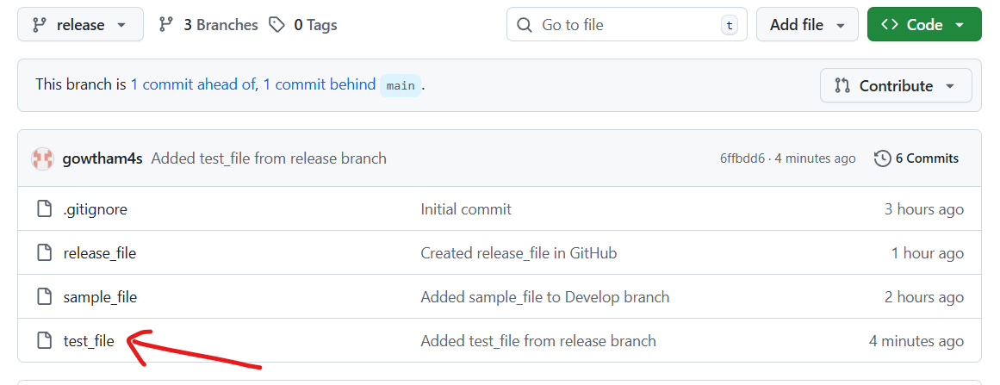 release 3 Branches 0 Tags Go to file t Add file Code
This branch is 1 commit ahead of, 1 commit behind main .
Contribute
gowtham4s Added test_file from release branch 6ffbdd6 · 4 minutes ago 6 Commits
.gitignore Initial commit 3 hours ago
release_file Created release_file in GitHub 1 hour ago
sample_file Added sample_file to Develop branch 2 hours ago
test_file Added test_file from release branch 4 minutes ago